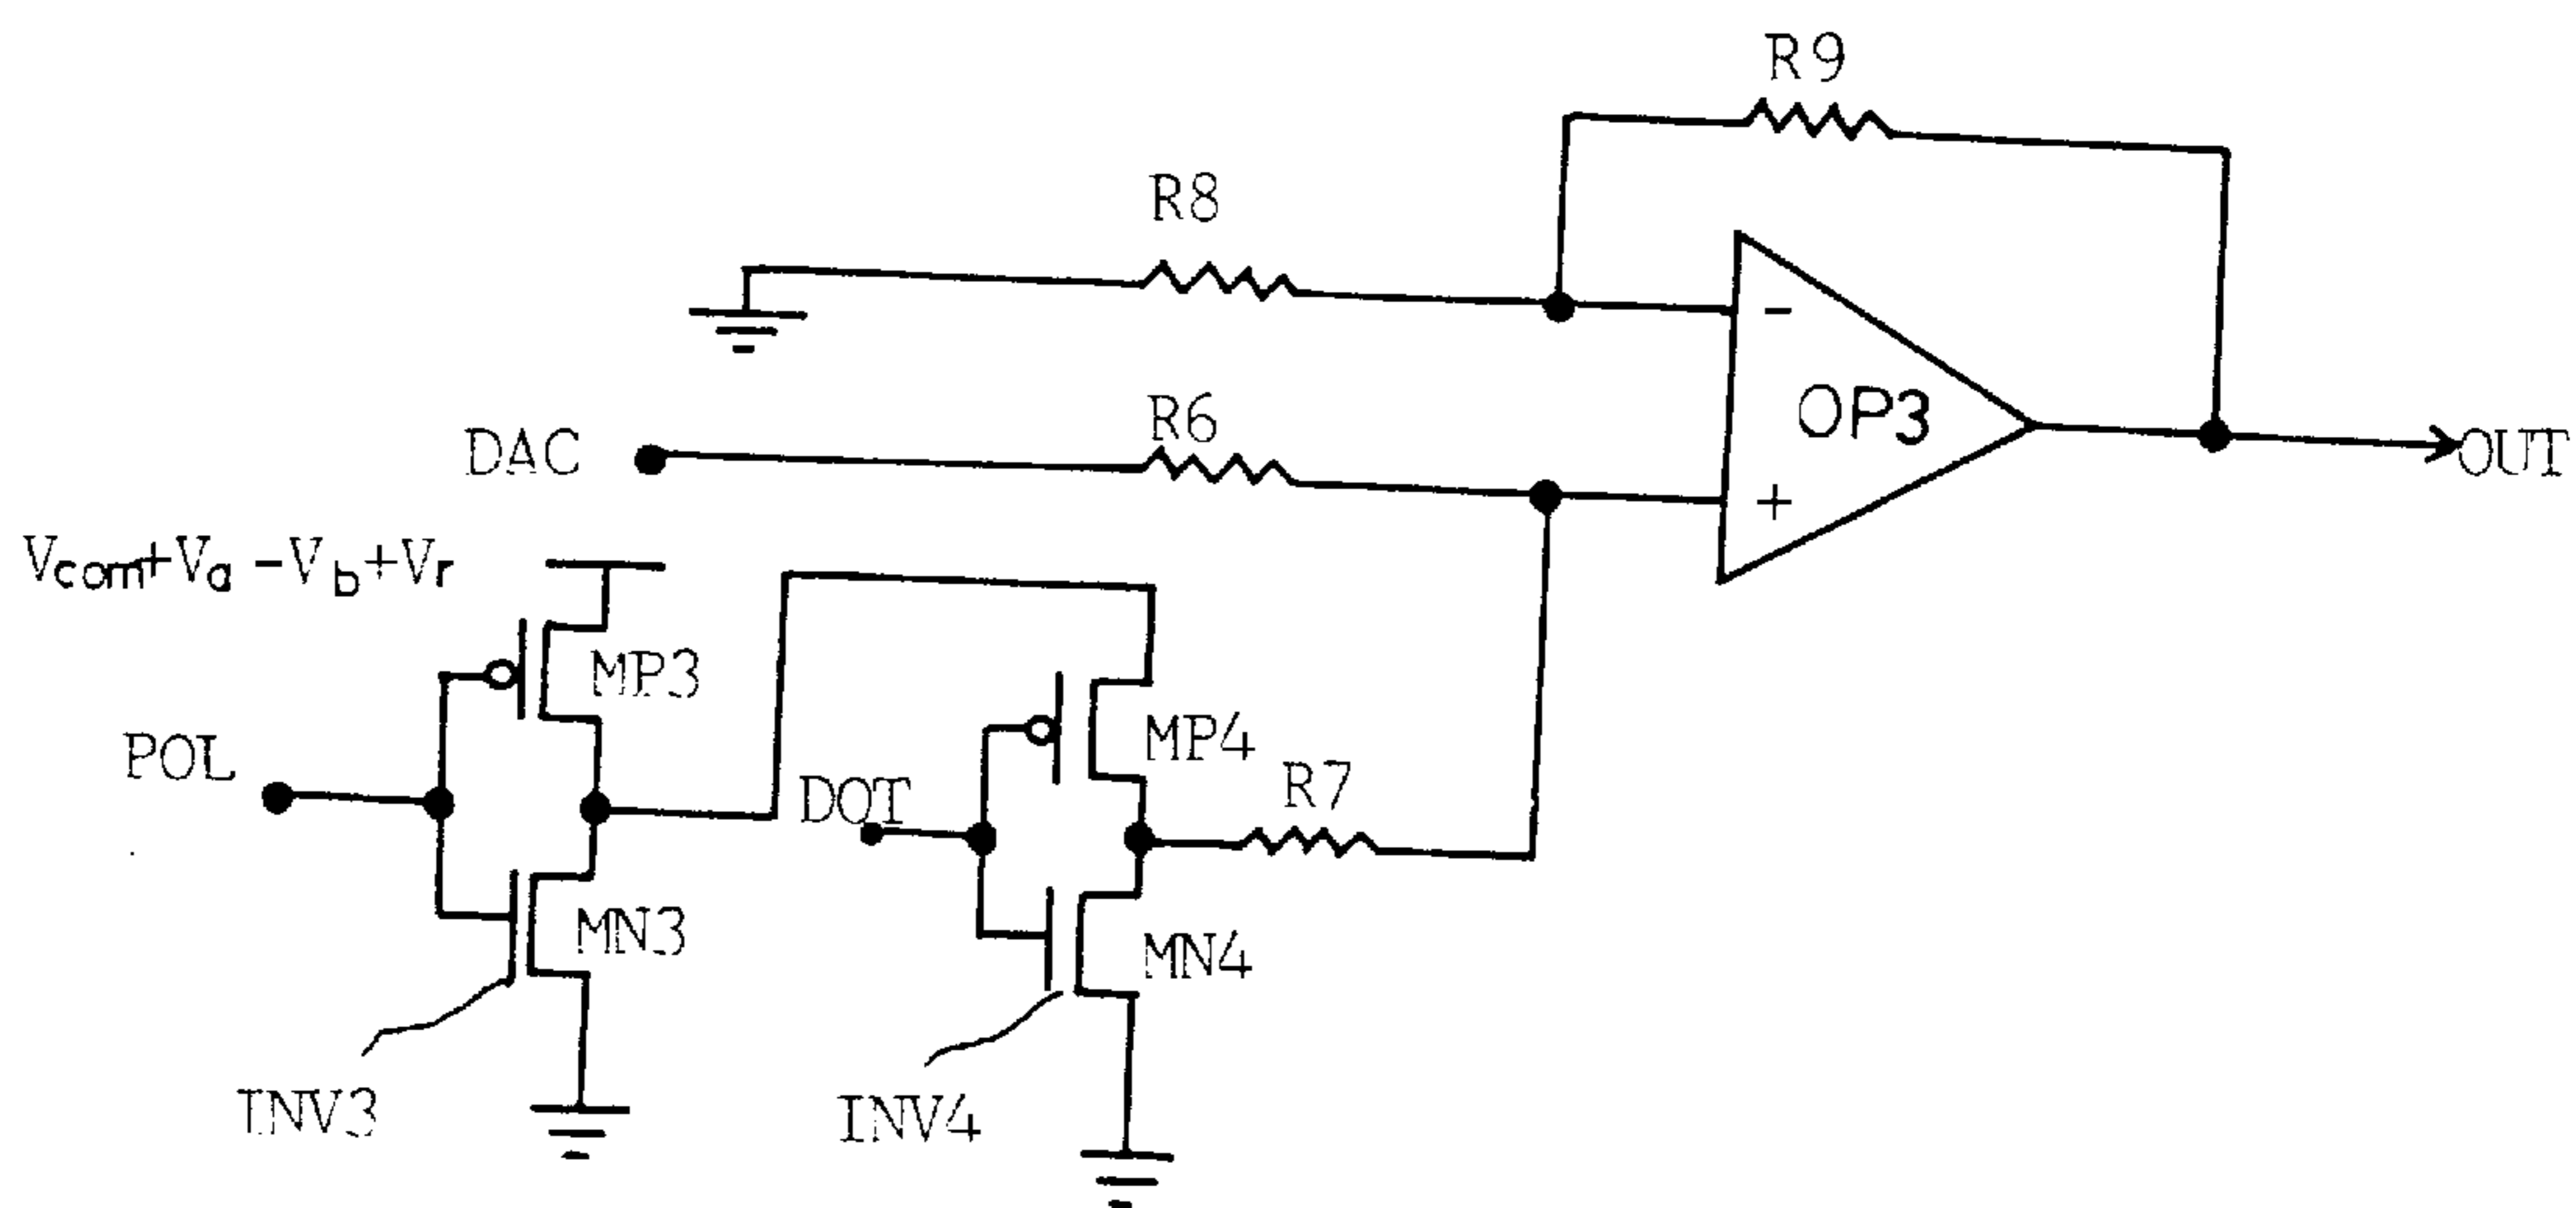 R9
R8
-
OP3
R6
DAC
OUT
+
Vcom+Va -Vb+Vr
MP3
MP4
POL
DOT
R7
MN3
MN4
INV3
INV4